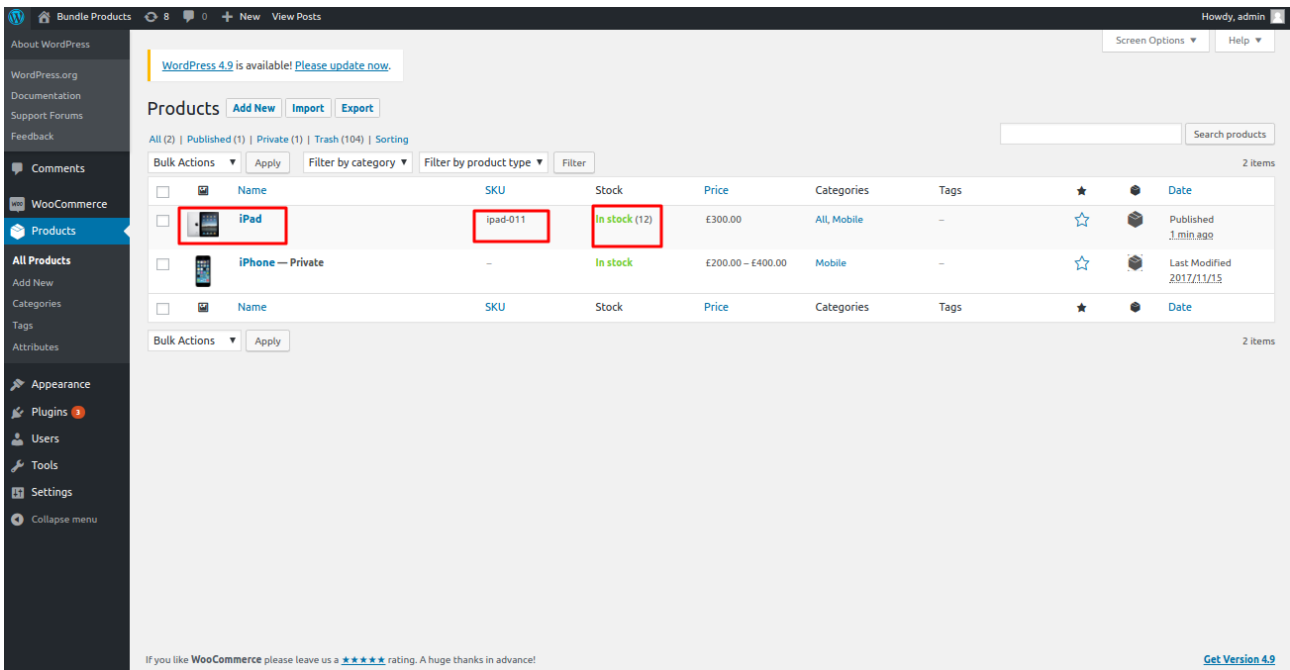 Bundle Products 8 0 + New View Posts Howdy, admin
About WordPress
WordPress.org
Documentation
Support Forums
Feedback
Comments
WooCommerce
Products
All Products
Add New
Categories
Tags
Attributes
Appearance
Plugins 3
Users
Tools
Settings
Collapse menu
Screen Options ▼ Help ▼
WordPress 4.9 is available! Please update now.
Products Add New Import Export
All (2) | Published (1) | Private (1) | Trash (104) | Sorting
Search products
Bulk Actions ▼ Apply Filter by category ▼ Filter by product type ▼ Filter 2 items
Name SKU Stock Price Categories Tags Date
iPad ipad-011 In stock (12) £300.00 All, Mobile – Published
1 min ago
iPhone — Private – In stock £200.00 – £400.00 Mobile – Last Modified
2017/11/15
Name SKU Stock Price Categories Tags Date
Bulk Actions ▼ Apply 2 items
If you like WooCommerce please leave us a ★★★★★ rating. A huge thanks in advance! Get Version 4.9